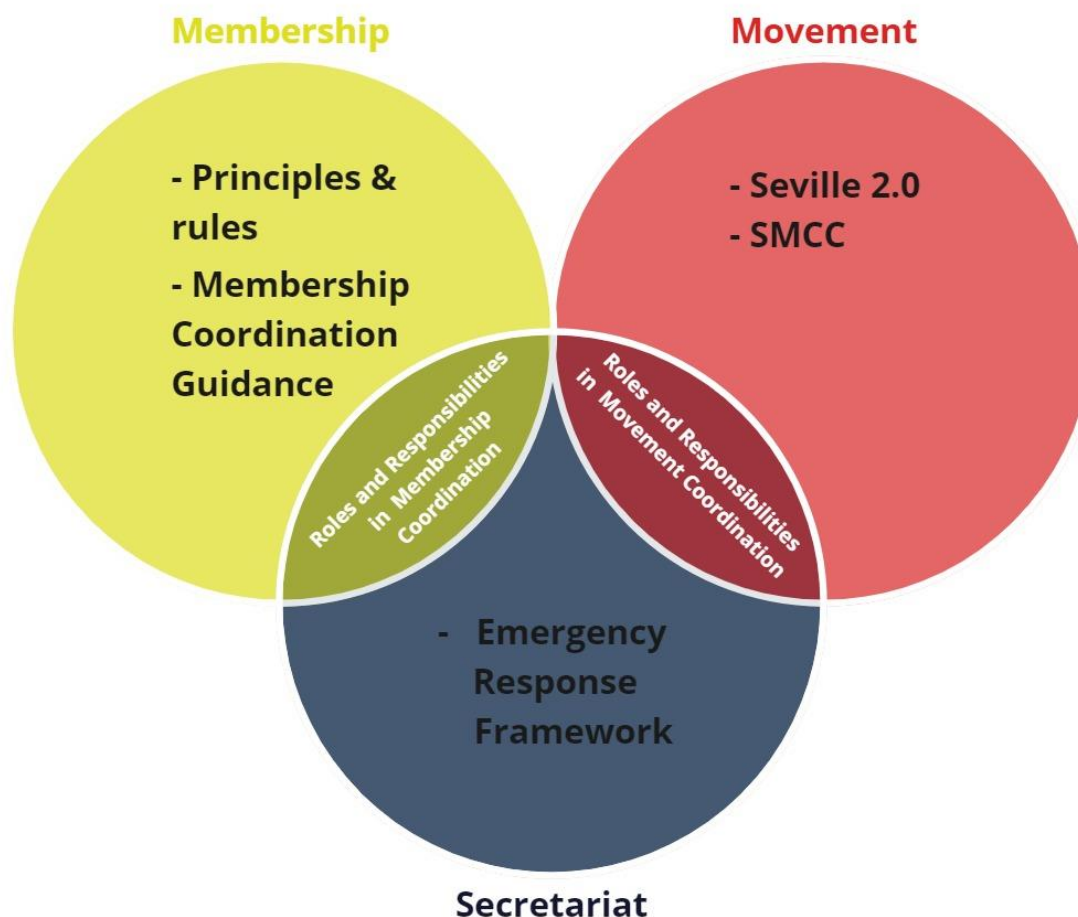 Membership
Movement
- Principles &
rules
- Membership
Coordination
Guidance
- Seville 2.0
- SMCC
Roles and Responsibilities
in Membership
Coordination
Roles and Responsibilities
in Movement Coordination
- Emergency
Response
Framework
Secretariat